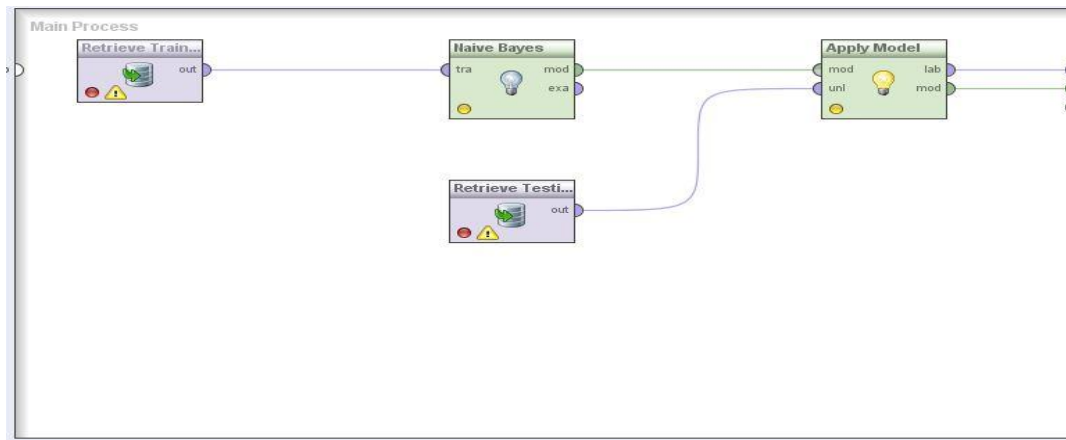 Main Process
Retrieve Train...
out
Naive Bayes
tra mod
exa
Apply Model
mod lab
unl mod
Retrieve Testi...
out